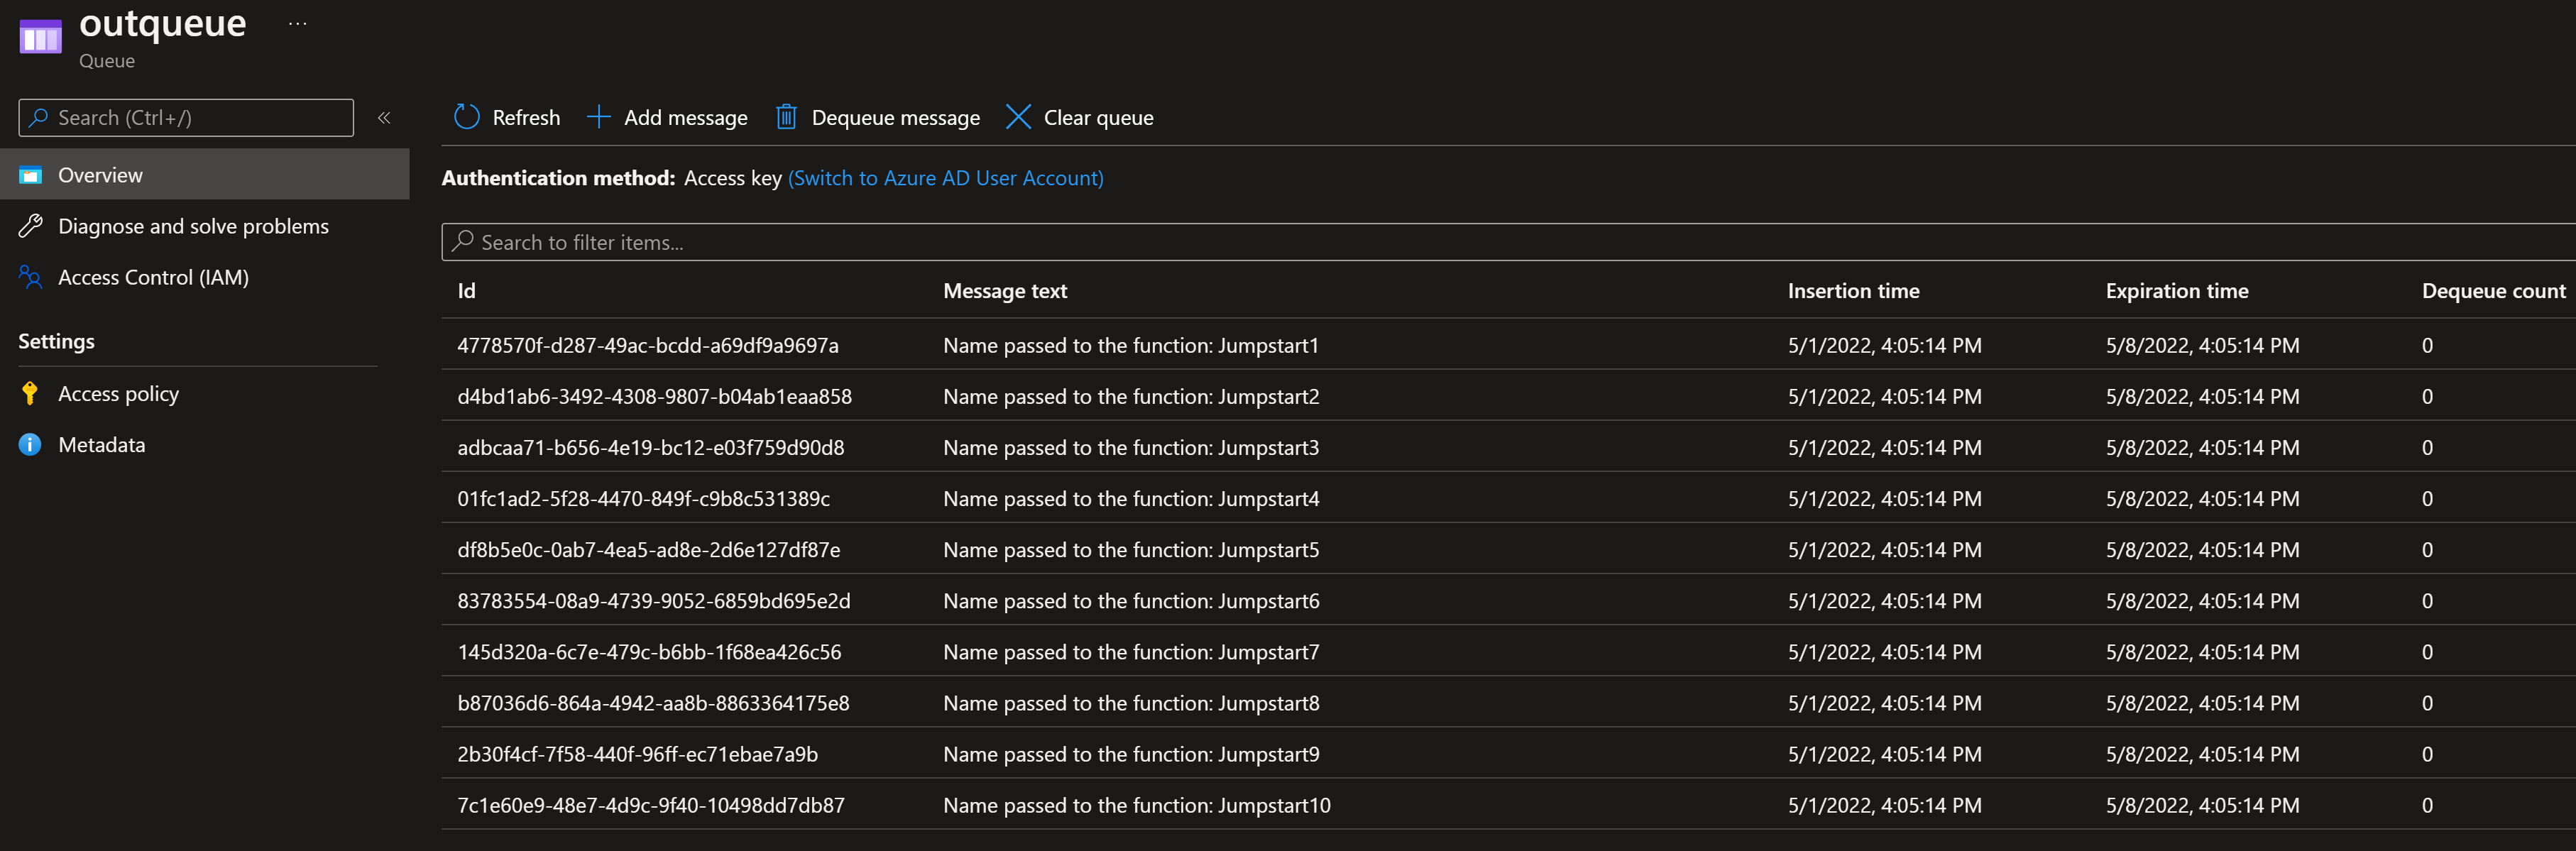 outqueue ...
Queue
Search (Ctrl+/) «
Overview
Diagnose and solve problems
Access Control (IAM)
Settings
Access policy
Metadata
Refresh Add message Dequeue message Clear queue
Authentication method: Access key (Switch to Azure AD User Account)
Search to filter items...
Id Message text Insertion time Expiration time Dequeue count
4778570f-d287-49ac-bcdd-a69df9a9697a Name passed to the function: Jumpstart1 5/1/2022, 4:05:14 PM 5/8/2022, 4:05:14 PM 0
d4bd1ab6-3492-4308-9807-b04ab1eaa858 Name passed to the function: Jumpstart2 5/1/2022, 4:05:14 PM 5/8/2022, 4:05:14 PM 0
adbcaa71-b656-4e19-bc12-e03f759d90d8 Name passed to the function: Jumpstart3 5/1/2022, 4:05:14 PM 5/8/2022, 4:05:14 PM 0
01fc1ad2-5f28-4470-849f-c9b8c531389c Name passed to the function: Jumpstart4 5/1/2022, 4:05:14 PM 5/8/2022, 4:05:14 PM 0
df8b5e0c-0ab7-4ea5-ad8e-2d6e127df87e Name passed to the function: Jumpstart5 5/1/2022, 4:05:14 PM 5/8/2022, 4:05:14 PM 0
83783554-08a9-4739-9052-6859bd695e2d Name passed to the function: Jumpstart6 5/1/2022, 4:05:14 PM 5/8/2022, 4:05:14 PM 0
145d320a-6c7e-479c-b6bb-1f68ea426c56 Name passed to the function: Jumpstart7 5/1/2022, 4:05:14 PM 5/8/2022, 4:05:14 PM 0
b87036d6-864a-4942-aa8b-8863364175e8 Name passed to the function: Jumpstart8 5/1/2022, 4:05:14 PM 5/8/2022, 4:05:14 PM 0
2b30f4cf-7f58-440f-96ff-ec71ebae7a9b Name passed to the function: Jumpstart9 5/1/2022, 4:05:14 PM 5/8/2022, 4:05:14 PM 0
7c1e60e9-48e7-4d9c-9f40-10498dd7db87 Name passed to the function: Jumpstart10 5/1/2022, 4:05:14 PM 5/8/2022, 4:05:14 PM 0